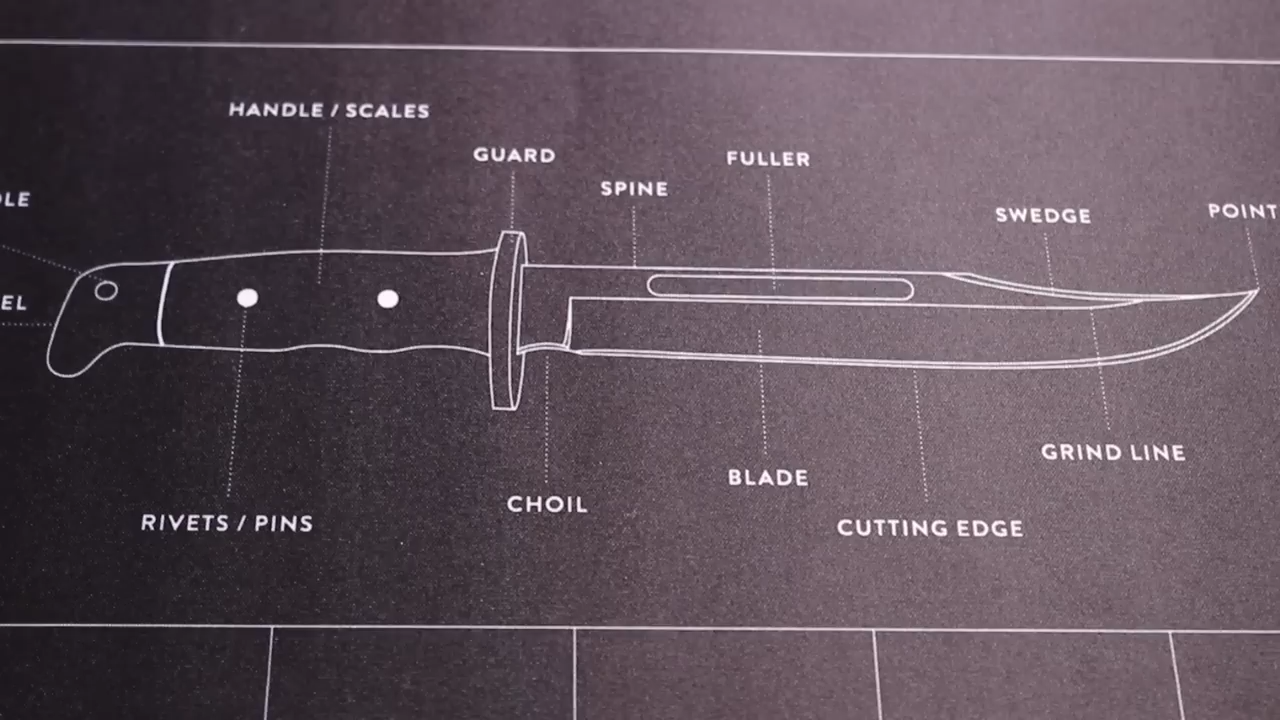 HANDLE / SCALES
GUARD
FULLER
SPINE
SWEDGE
POINT
GRIND LINE
BLADE
CHOIL
RIVETS / PINS
CUTTING EDGE